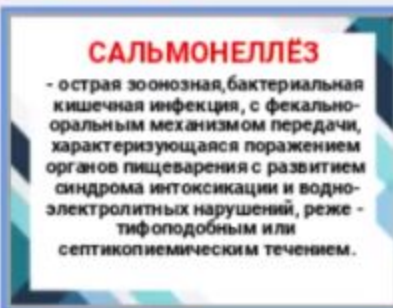 САЛЬМОНЕЛЛЁЗ
- острая зоонозная,бактериальная
кишечная инфекция, с фекально-
оральным механизмом передачи,
характеризующаяся поражением
органов пищеварения с развитием
синдрома интоксикации и водно-
электролитных нарушений, реже -
тифоподобным или
септикопиемическим течением.